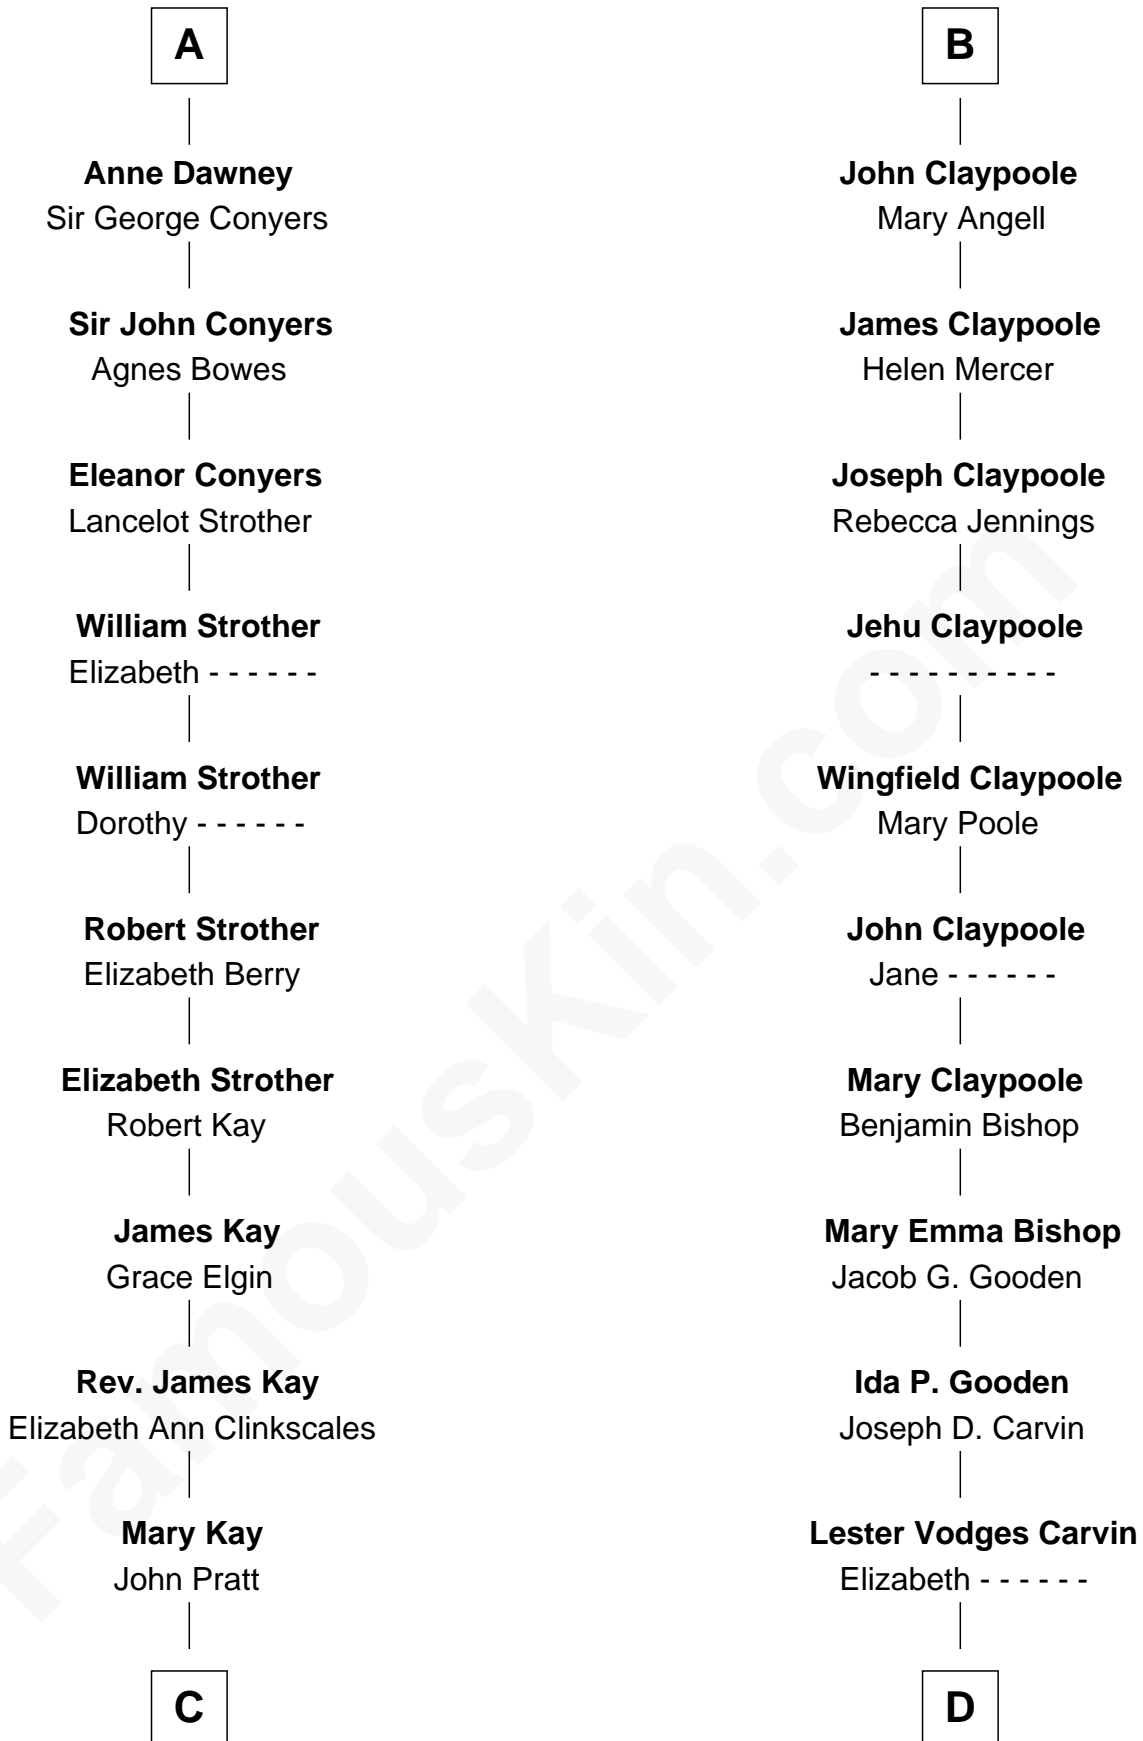 A
Anne Dawney
Sir George Conyers
Sir John Conyers
Agnes Bowes
Eleanor Conyers
Lancelot Strother
William Strother
Elizabeth - - - - - -
William Strother
Dorothy - - - - - -
Robert Strother
Elizabeth Berry
Elizabeth Strother
Robert Kay
James Kay
Grace Elgin
Rev. James Kay
Elizabeth Ann Clinkscales
Mary Kay
John Pratt
C
B
John Claypoole
Mary Angell
James Claypoole
Helen Mercer
Joseph Claypoole
Rebecca Jennings
Jehu Claypoole
- - - - - - - - - -
Wingfield Claypoole
Mary Poole
John Claypoole
Jane - - - - - -
Mary Claypoole
Benjamin Bishop
Mary Emma Bishop
Jacob G. Gooden
Ida P. Gooden
Joseph D. Carvin
Lester Vodges Carvin
Elizabeth - - - - - -
D
FamousKin.com